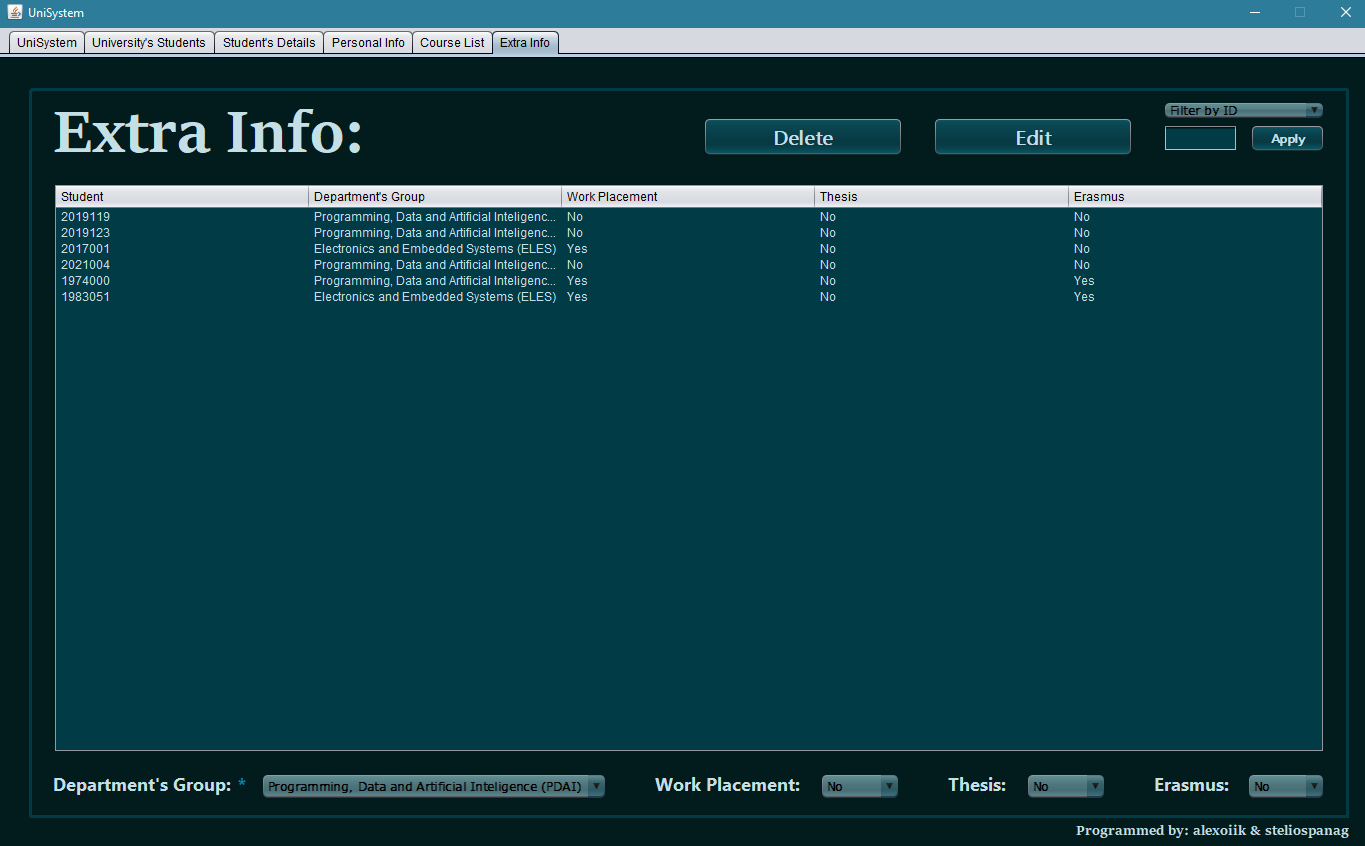 UniSystem
UniSystem University's Students Student's Details Personal Info Course List Extra Info
Extra Info:
Delete Edit
Filter by ID
Apply
Student Department's Group Work Placement Thesis Erasmus
2019119 Programming, Data and Artificial Inteligenc... No No No
2019123 Programming, Data and Artificial Inteligenc... No No No
2017001 Electronics and Embedded Systems (ELES) Yes No No
2021004 Programming, Data and Artificial Inteligenc... No No No
1974000 Programming, Data and Artificial Inteligenc... Yes No Yes
1983051 Electronics and Embedded Systems (ELES) Yes No Yes
Department's Group: * Programming, Data and Artificial Inteligence (PDAI) Work Placement: No Thesis: No Erasmus: No
Programmed by: alexoiik & steliospanag